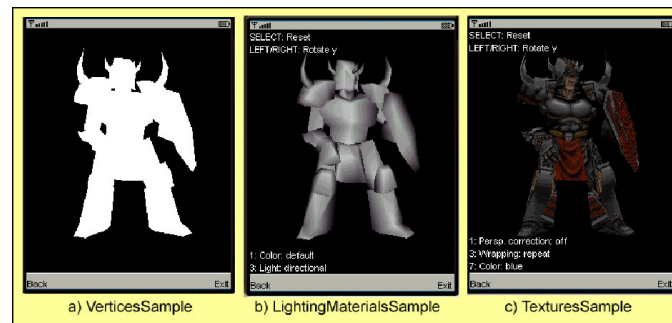 SELECT: Reset
LEFT/RIGHT: Rotate y
1: Color: default
3: Light: directional
SELECT: Reset
LEFT/RIGHT: Rotate y
1: Persp. correction: off
3: Wrapping: repeat
7: Color: blue
Back Exit
Back Exit
Back Exit
a) VerticesSample
b) LightingMaterialsSample
c) TexturesSample